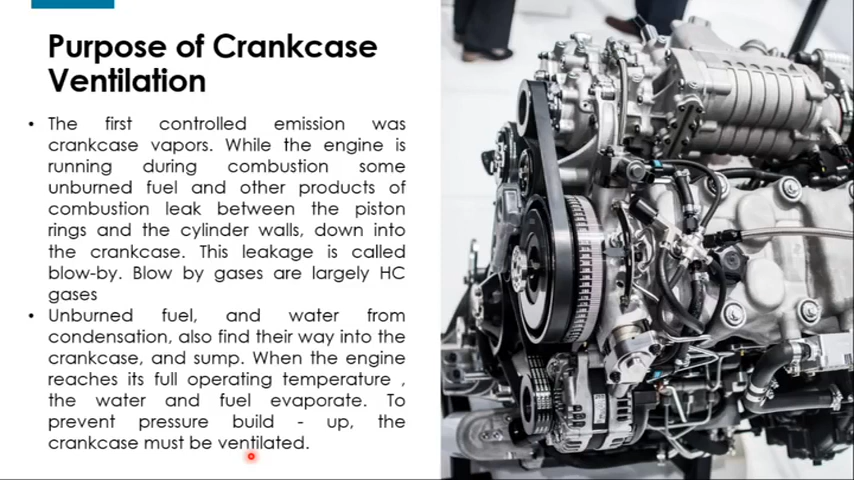 Purpose of Crankcase
Ventilation
• The first controlled emission was
crankcase vapors. While the engine is
running during combustion some
unburned fuel and other products of
combustion leak between the piston
rings and the cylinder walls, down into
the crankcase. This leakage is called
blow-by. Blow by gases are largely HC
gases
• Unburned fuel, and water from
condensation, also find their way into the
crankcase, and sump. When the engine
reaches its full operating temperature ,
the water and fuel evaporate. To
prevent pressure build - up, the
crankcase must be ventilated.